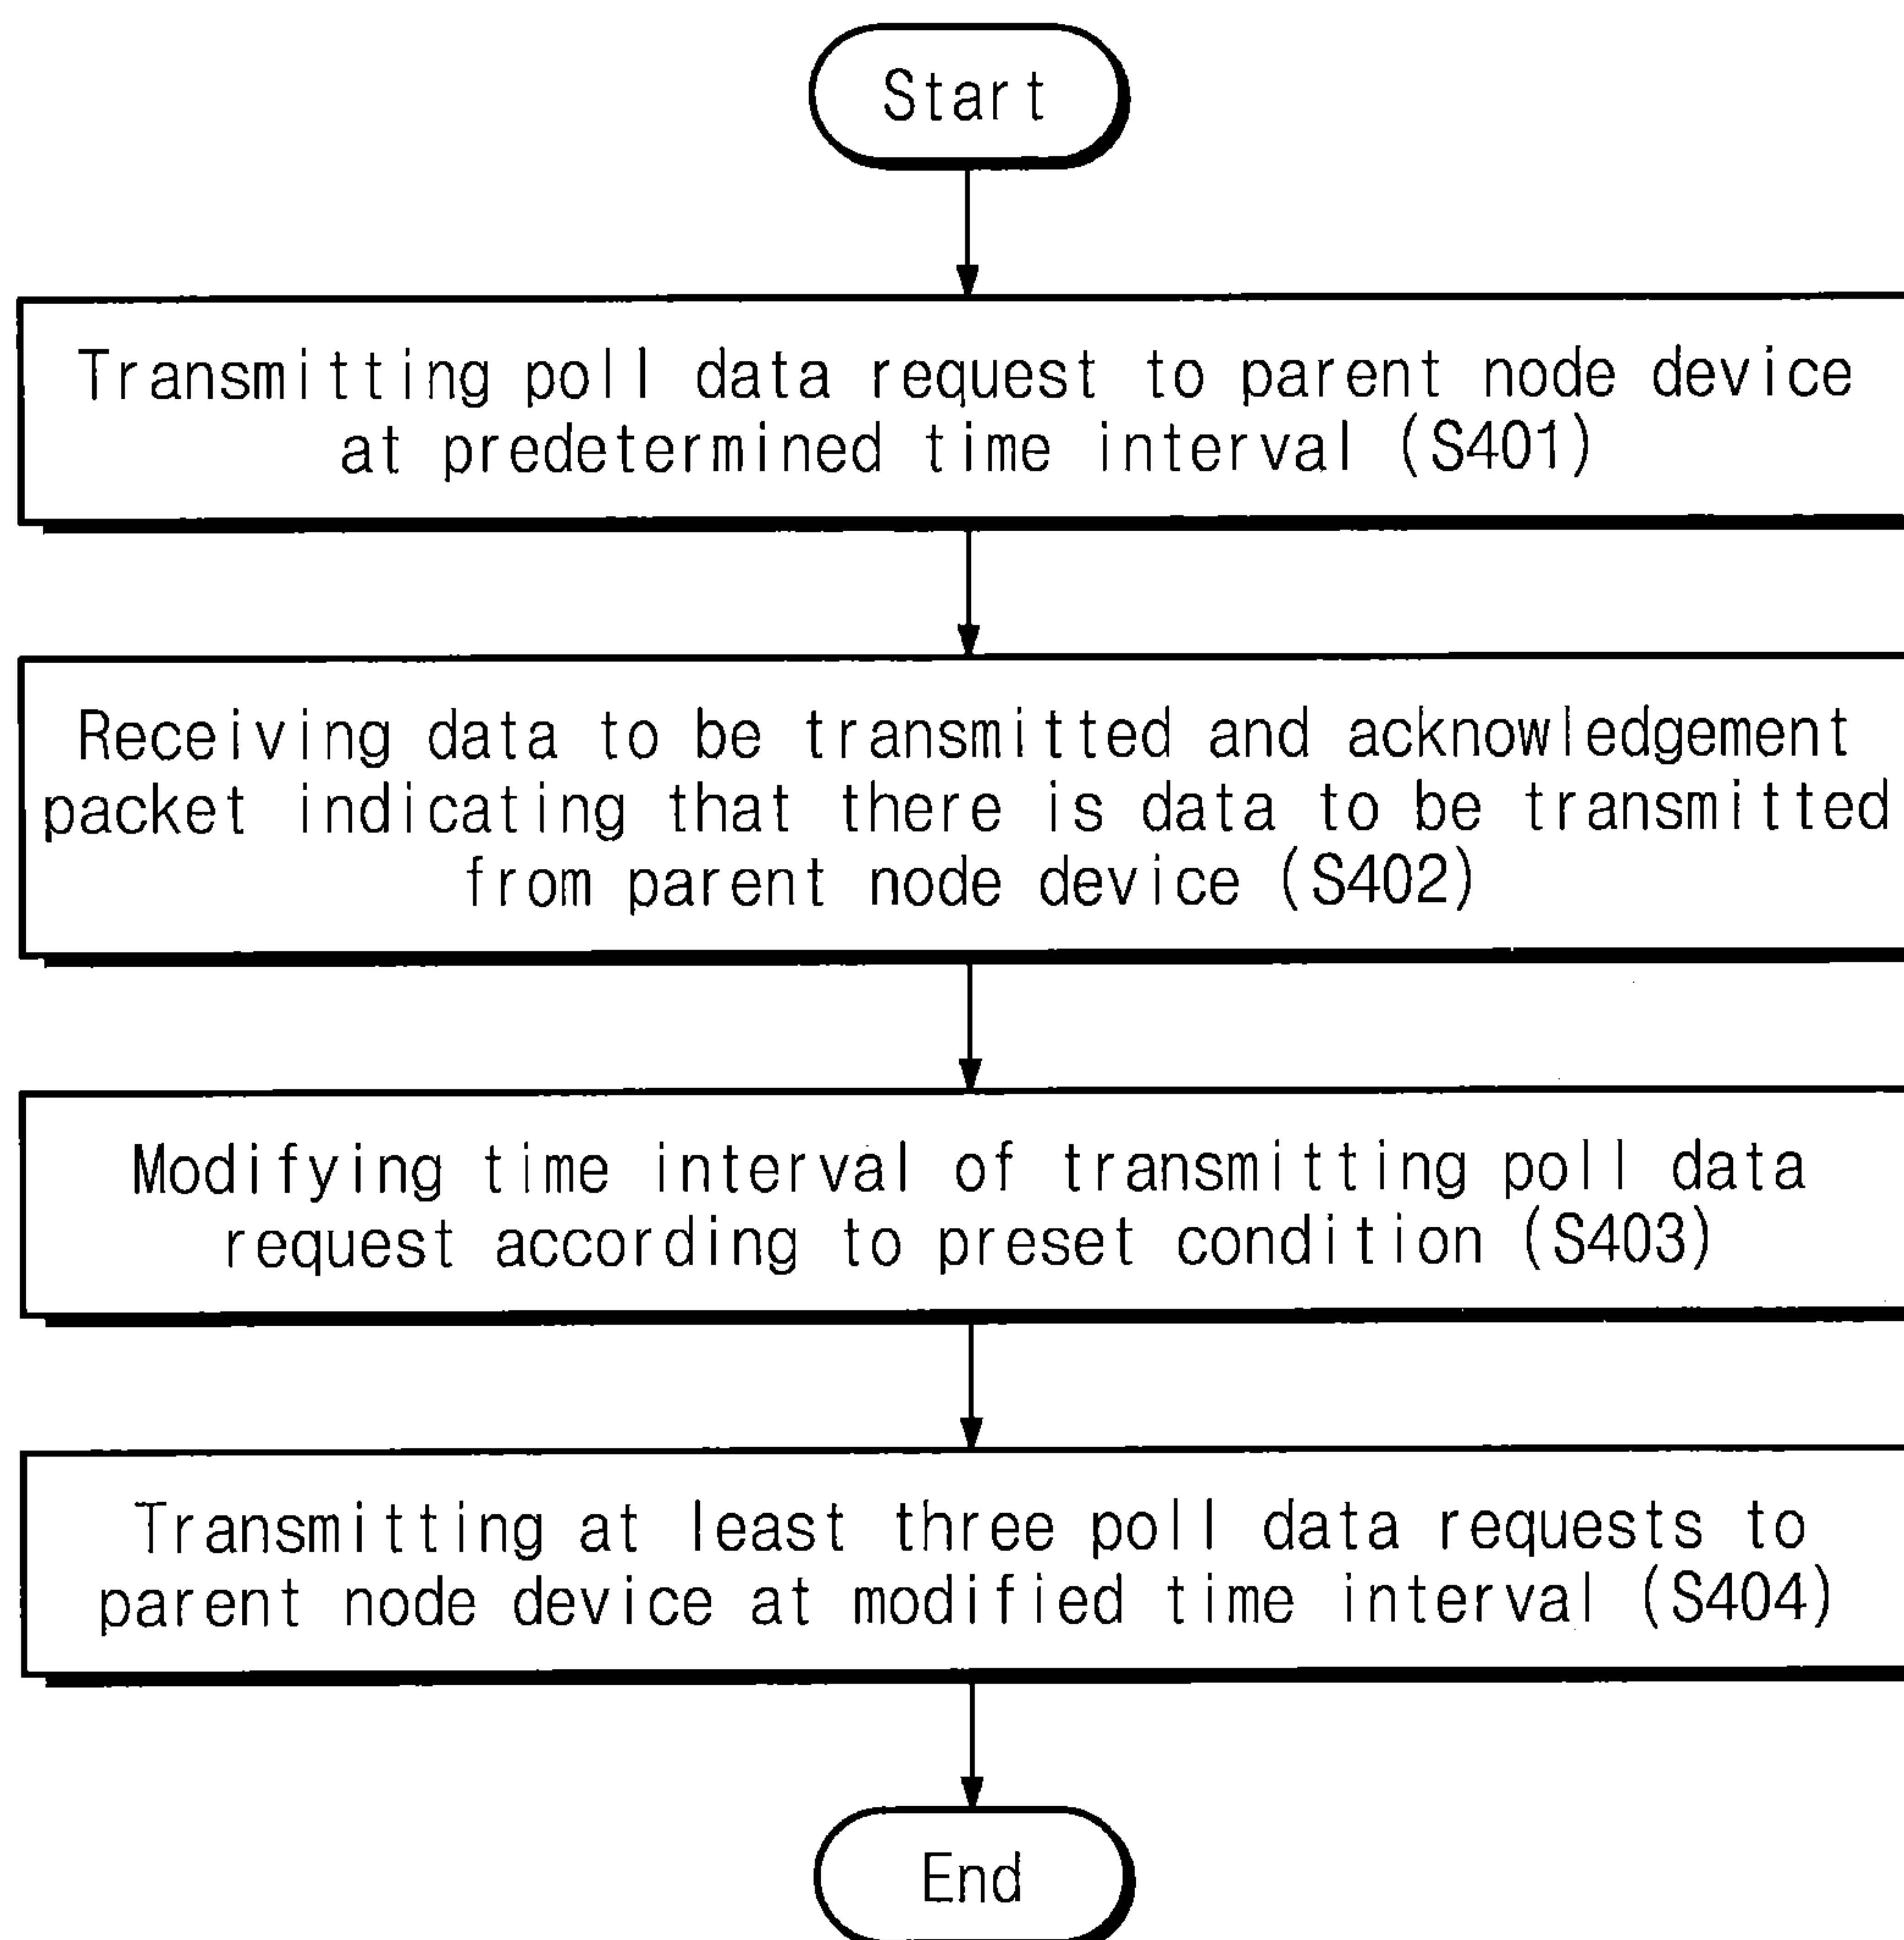 Start
Transmitting poll data request to parent node device
at predetermined time interval (S401)
Receiving data to be transmitted and acknowledgement
packet indicating that there is data to be transmitted
from parent node device (S402)
Modifying time interval of transmitting poll data
request according to preset condition (S403)
Transmitting at least three poll data requests to
parent node device at modified time interval (S404)
End